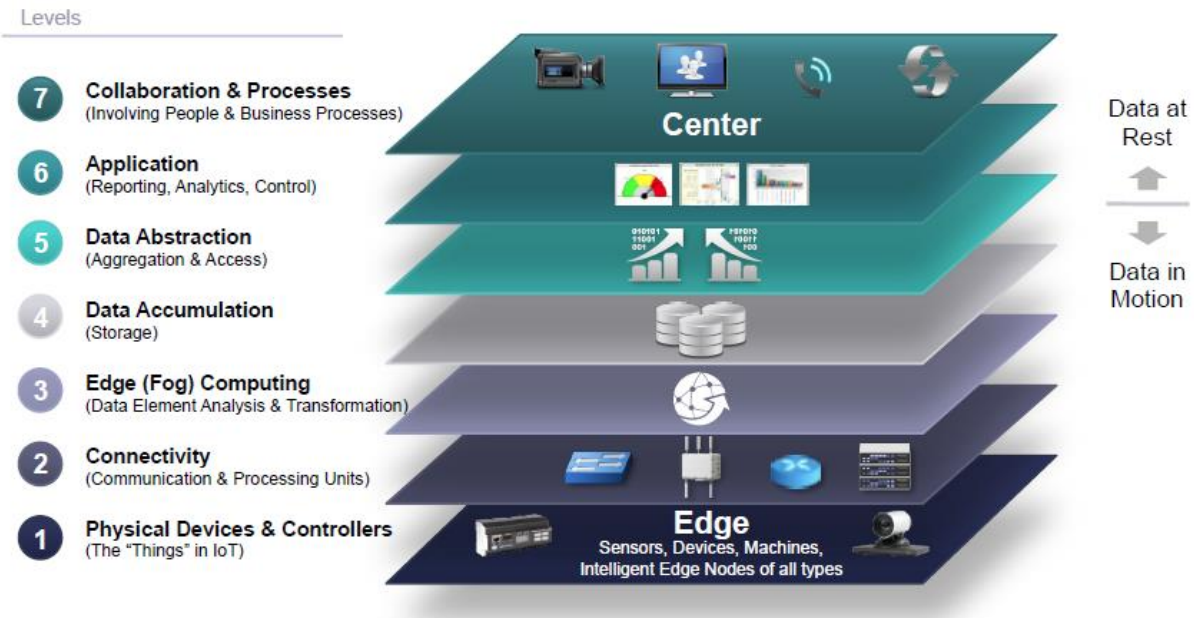 Levels
7
Collaboration & Processes
(Involving People & Business Processes)
6
Application
(Reporting, Analytics, Control)
5
Data Abstraction
(Aggregation & Access)
4
Data Accumulation
(Storage)
3
Edge (Fog) Computing
(Data Element Analysis & Transformation)
2
Connectivity
(Communication & Processing Units)
1
Physical Devices & Controllers
(The “Things” in IoT)
Center
010101
11001
001
Edge
Sensors, Devices, Machines,
Intelligent Edge Nodes of all types
Data at
Rest
Data in
Motion